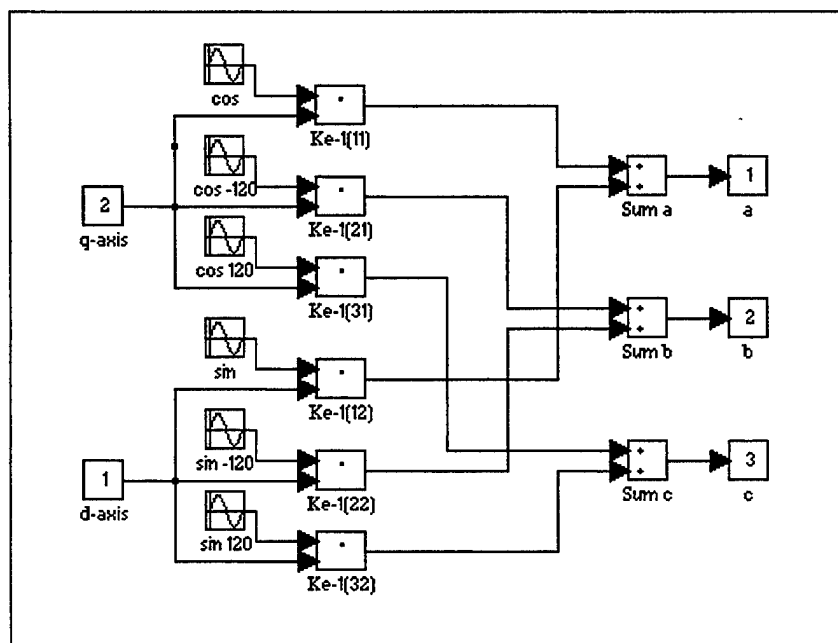 cos
Ke-1(11)
cos -120
1
2
Ke-1(21)
Sum a
a
q-axis
cos 120
Ke-1(31)
2
sin
Sum b
b
Ke-1(12)
sin -120
1
3
Ke-1(22)
Sum c
c
d-axis
sin 120
Ke-1(32)